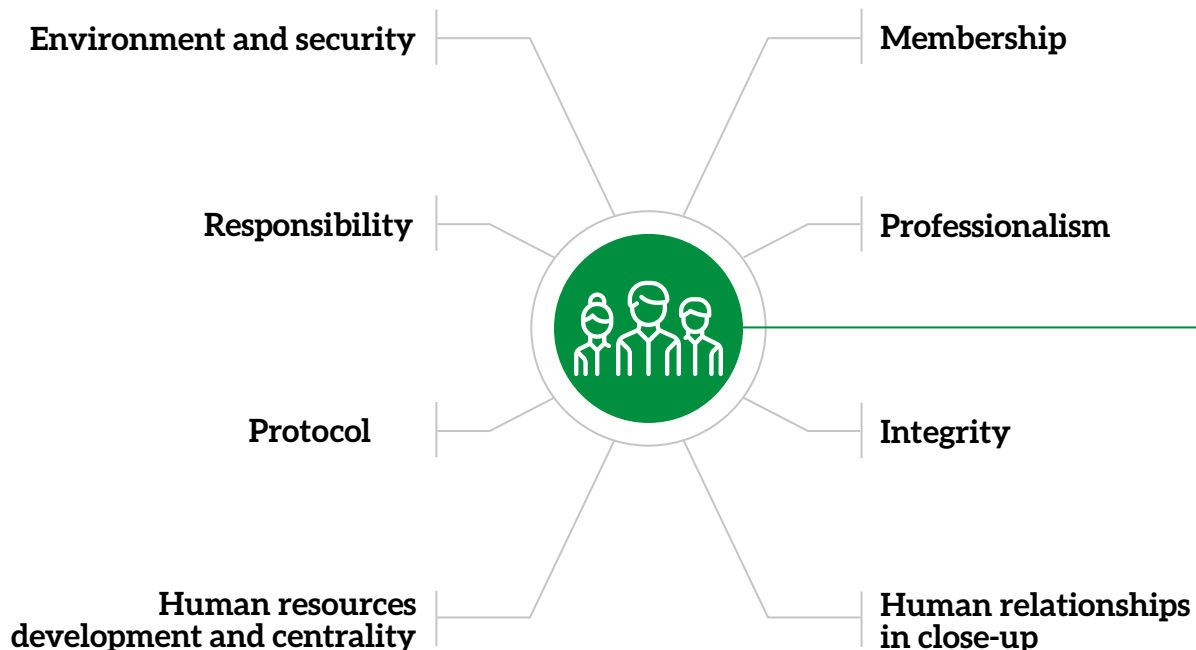 Environment and security
Membership
Responsibility
Professionalism
Protocol
Integrity
Human resources
development and centrality
Human relationships
in close-up